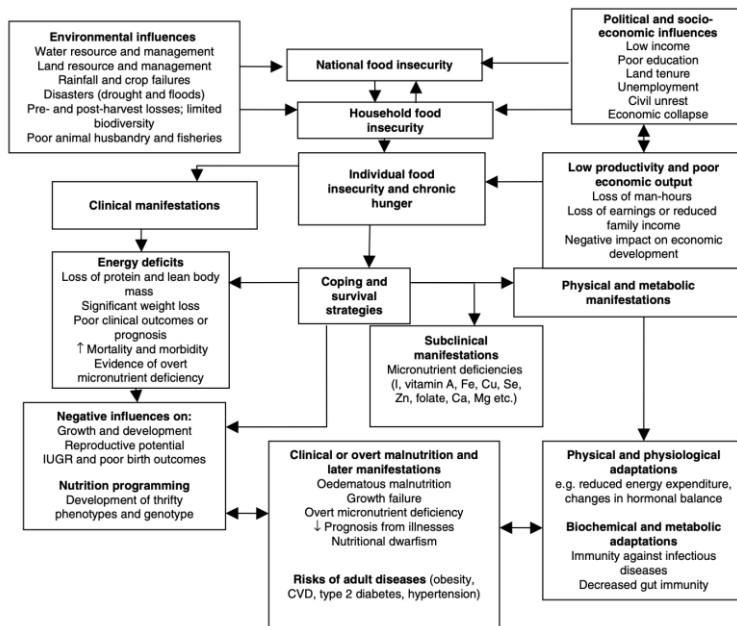 Environmental influences
Water resource and management
Land resource and management
Rainfall and crop failures
Disasters (drought and floods)
Pre- and post-harvest losses; limited
biodiversity
Poor animal husbandry and fisheries
National food insecurity
Household food
insecurity
Political and socio-
economic influences
Low income
Poor education
Land tenure
Unemployment
Civil unrest
Economic collapse
Clinical manifestations
Individual food
insecurity and chronic
hunger
Low productivity and poor
economic output
Loss of man-hours
Loss of earnings or reduced
family income
Negative impact on economic
development
Energy deficits
Loss of protein and lean body
mass
Significant weight loss
Poor clinical outcomes or
prognosis
↑ Mortality and morbidity
Evidence of overt
micronutrient deficiency
Coping and
survival
strategies
Physical and metabolic
manifestations
Subclinical
manifestations
Micronutrient deficiencies
(I, vitamin A, Fe, Cu, Se,
Zn, folate, Ca, Mg etc.)
Negative influences on:
Growth and development
Reproductive potential
IUGR and poor birth outcomes
Nutrition programming
Development of thrifty
phenotypes and genotype
Clinical or overt malnutrition and
later manifestations
Oedematous malnutrition
Growth failure
Overt micronutrient deficiency
↓ Prognosis from illnesses
Nutritional dwarfism
Risks of adult diseases (obesity,
CVD, type 2 diabetes, hypertension)
Physical and physiological
adaptations
e.g. reduced energy expenditure,
changes in hormonal balance
Biochemical and metabolic
adaptations
Immunity against infectious
diseases
Decreased gut immunity